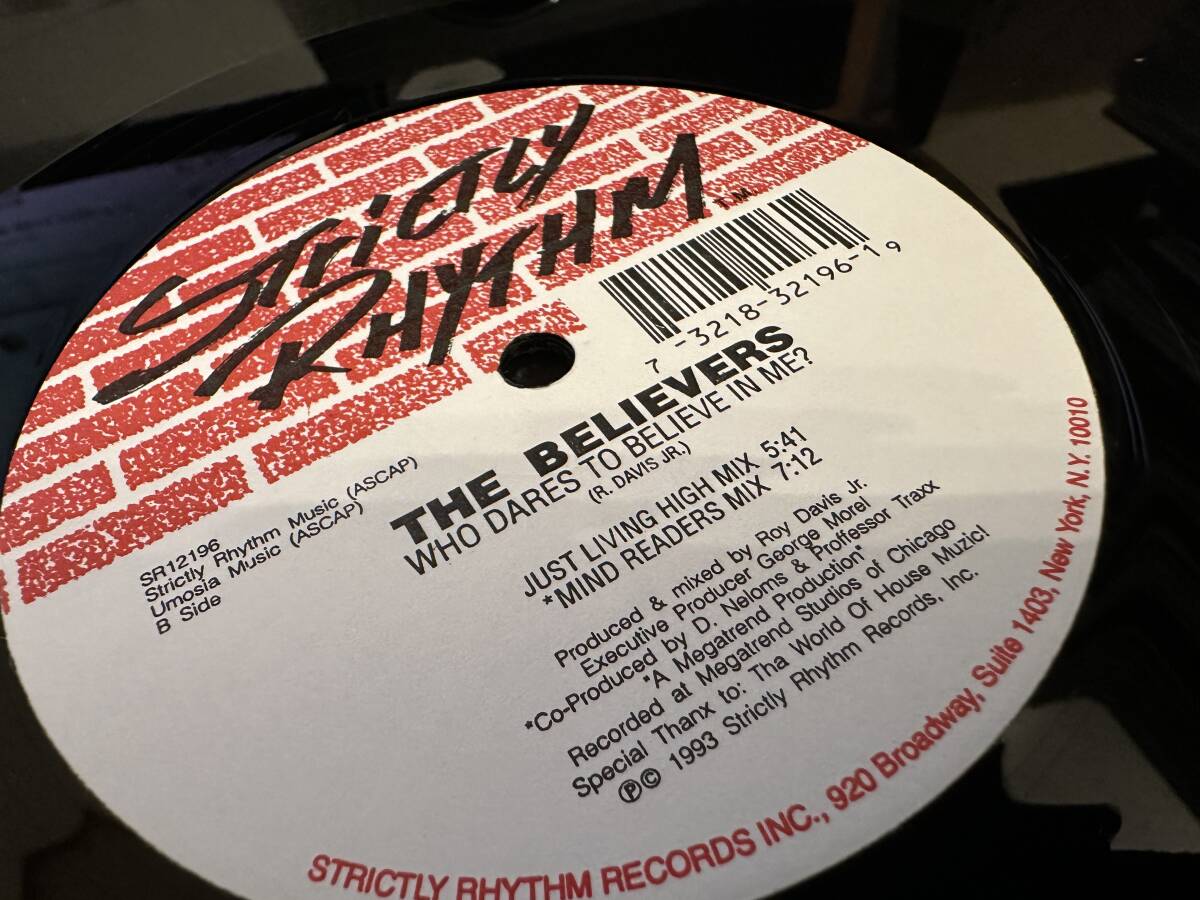 Strictly
Rhythm T.M.
7 -3218-32196-1 9
THE BELIEVERS
WHO DARES TO BELIEVE IN ME?
(R. DAVIS JR.)
SR12196
Strictly Rhythm Music (ASCAP)
Umosia Music (ASCAP)
B Side
JUST LIVING HIGH MIX 5:41
*MIND READERS MIX 7:12
Produced & mixed by Roy Davis Jr.
Executive Producer George Morel
*Co-Produced by D. Neloms & Proffesor Traxx
*A Megatrend Production*
Recorded at Megatrend Studios of Chicago
Special Thanx to: Tha World Of House Muzic!
℗© 1993 Strictly Rhythm Records, Inc.
STRICTLY RHYTHM RECORDS INC., 920 Broadway, Suite 1403, New York, N.Y. 10010